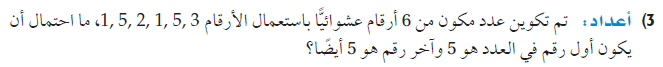 (3 أعداد: تم تكوين عدد مكون من 6 أرقام عشوائيًّا باستعمال الأرقام 3 ,5 ,1 ,2 ,5 ,1، ما احتمال أن
يكون أول رقم في العدد هو 5 وآخر رقم هو 5 أيضًا؟